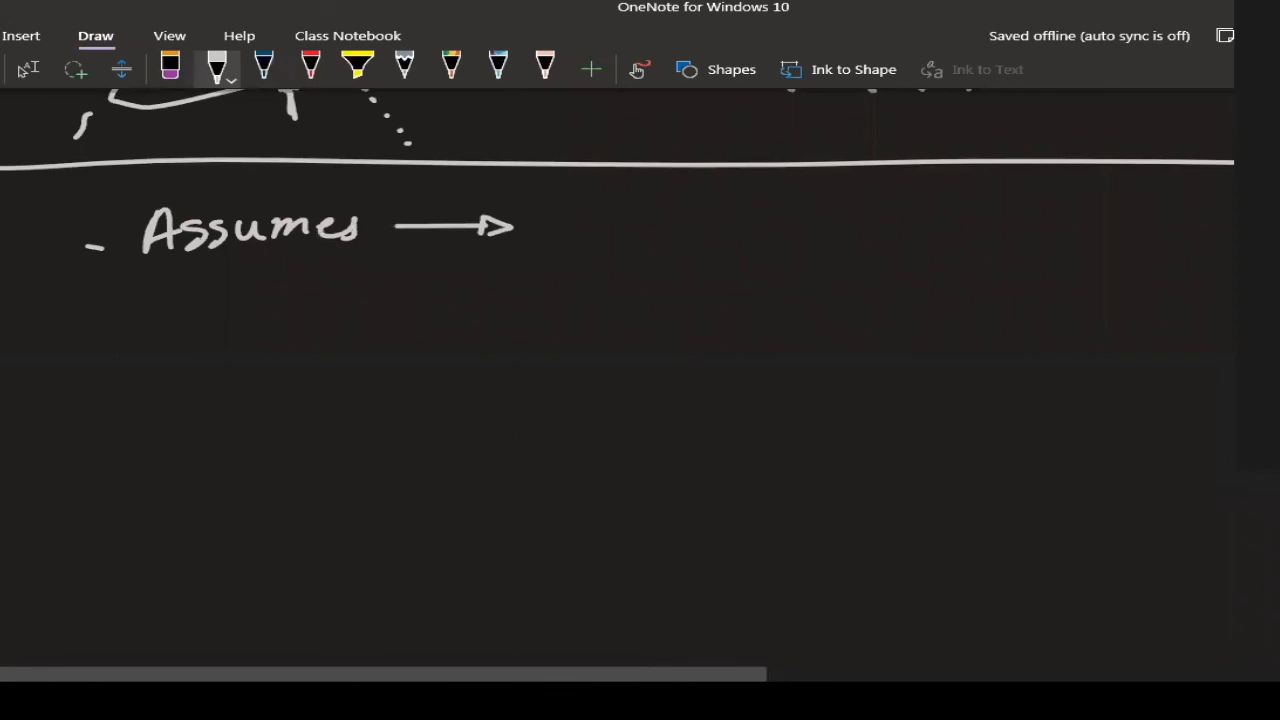 OneNote for Windows 10
Insert Draw View Help Class Notebook Saved offline (auto sync is off)
Shapes Ink to Shape Ink to Text
- Assumes →